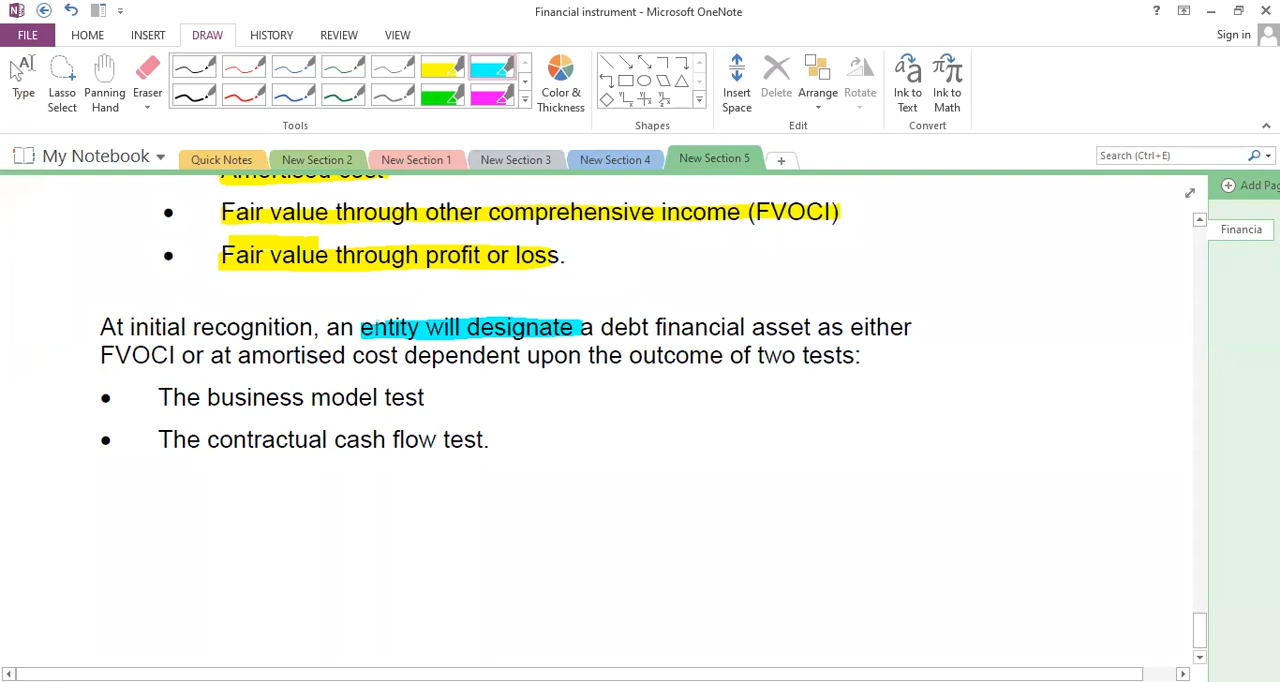 Financial instrument - Microsoft OneNote
?
FILE
HOME
INSERT
DRAW
HISTORY
REVIEW
VIEW
Sign in
Type
Lasso Select
Panning Hand
Eraser
Color & Thickness
Insert Space
Delete
Arrange
Rotate
Ink to Text
Ink to Math
Tools
Shapes
Edit
Convert
My Notebook
Quick Notes
New Section 2
New Section 1
New Section 3
New Section 4
New Section 5
Search (Ctrl+E)
Add Pag
Financia
Amortised cost
• Fair value through other comprehensive income (FVOCI)
• Fair value through profit or loss.
At initial recognition, an entity will designate a debt financial asset as either
FVOCI or at amortised cost dependent upon the outcome of two tests:
• The business model test
• The contractual cash flow test.